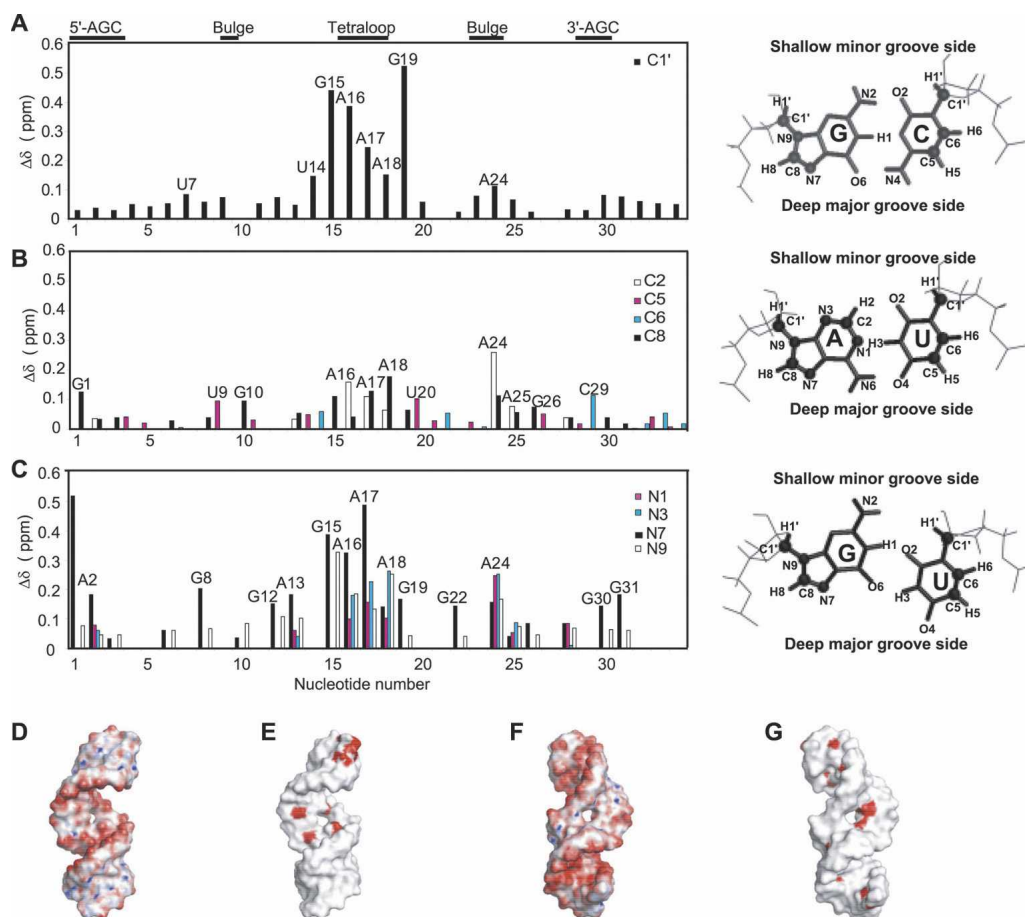 A
5'-AGC Bulge Tetraloop Bulge 3'-AGC
Δδ ( ppm)
0.6
0.5
0.4
0.3
0.2
0.1
0
C1'
U7 U14 G15 A16 A17 A18 G19 A24
1 5 10 15 20 25 30
Shallow minor groove side
H1' C1' N9 H8 C8 N7 G N2 H1 O6 O2 C N4 H1' C1' H6 C6 C5 H5
Deep major groove side
B
Δδ ( ppm)
0.6
0.5
0.4
0.3
0.2
0.1
0
C2
C5
C6
C8
G1 U9 G10 A16 A17 A18 U20 A24 A25 G26 C29
1 5 10 15 20 25 30
Shallow minor groove side
H1' C1' N9 H8 C8 N7 N3 A C2 H2 N1 N6 H3 O2 U O4 H1' C1' H6 C6 C5 H5
Deep major groove side
C
Δδ ( ppm)
0.6
0.5
0.4
0.3
0.2
0.1
0
N1
N3
N7
N9
A2 G8 G12 A13 G15 A16 A17 A18 G19 G22 A24 G30 G31
1 5 10 15 20 25 30
Nucleotide number
Shallow minor groove side
H1' C1' N9 H8 C8 N7 G N2 H1 O6 O2 H3 U O4 H1' C1' H6 C6 C5 H5
Deep major groove side
D E F G